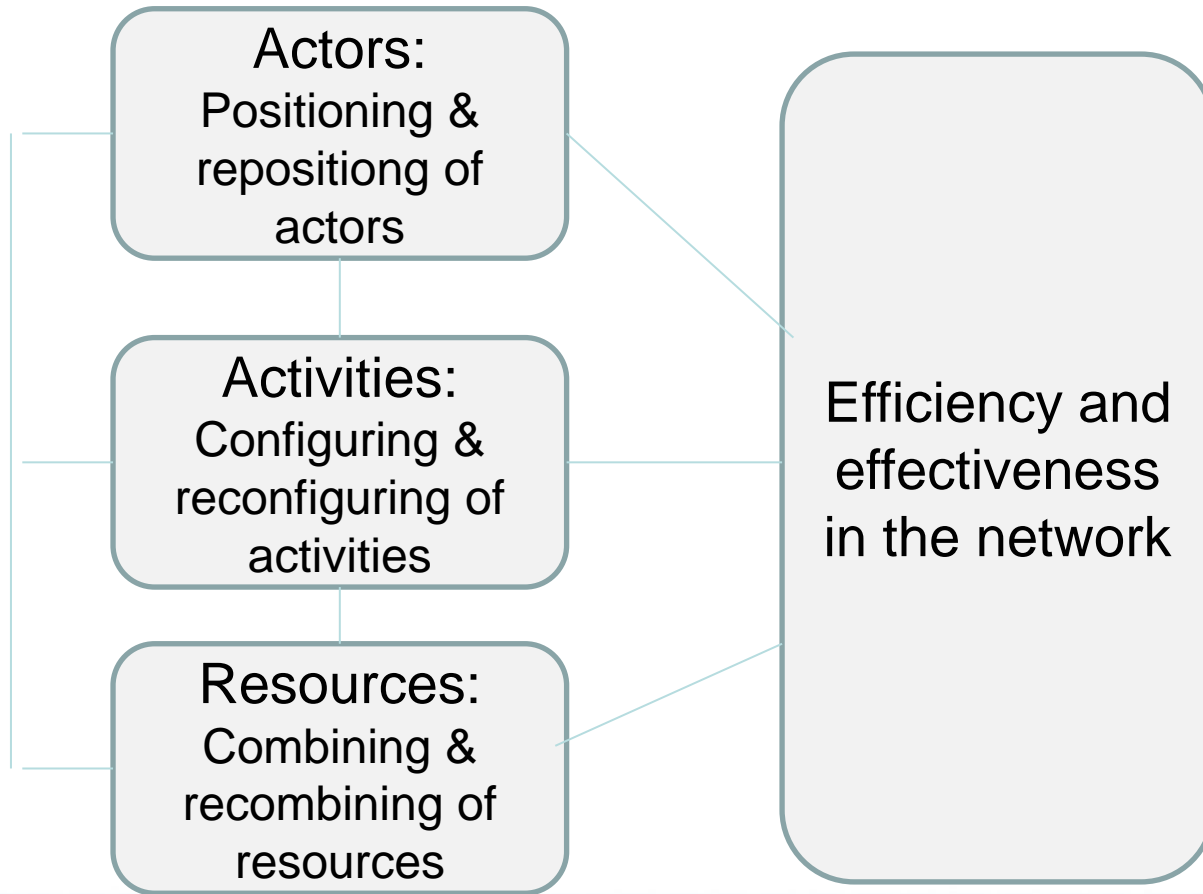 Actors:
Positioning &
repositiong of
actors
Activities:
Configuring &
reconfiguring of
activities
Resources:
Combining &
recombining of
resources
Efficiency and
effectiveness
in the network